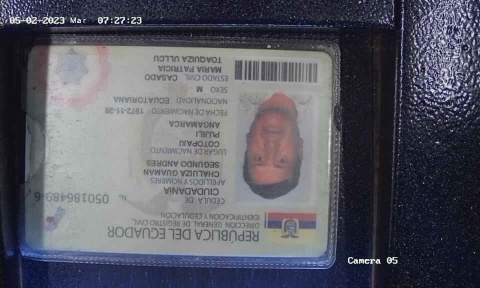 05-02-2023 Mar 07:27:23
REPÚBLICA DEL ECUADOR
DIRECCIÓN GENERAL DE REGISTRO CIVIL
IDENTIFICACIÓN Y CEDULACIÓN
CÉDULA DE
CIUDADANÍA
N. 050186489-6
APELLIDOS Y NOMBRES
CHALUIZA GUAMAN
SEGUNDO ANDRES
LUGAR DE NACIMIENTO
COTOPAXI
PUJILI
ANGAMARCA
FECHA DE NACIMIENTO 1972-11-28
NACIONALIDAD ECUATORIANA
SEXO M
ESTADO CIVIL CASADO
MARIA PATRICIA
TOAQUIZA ULLCU
Camera 05